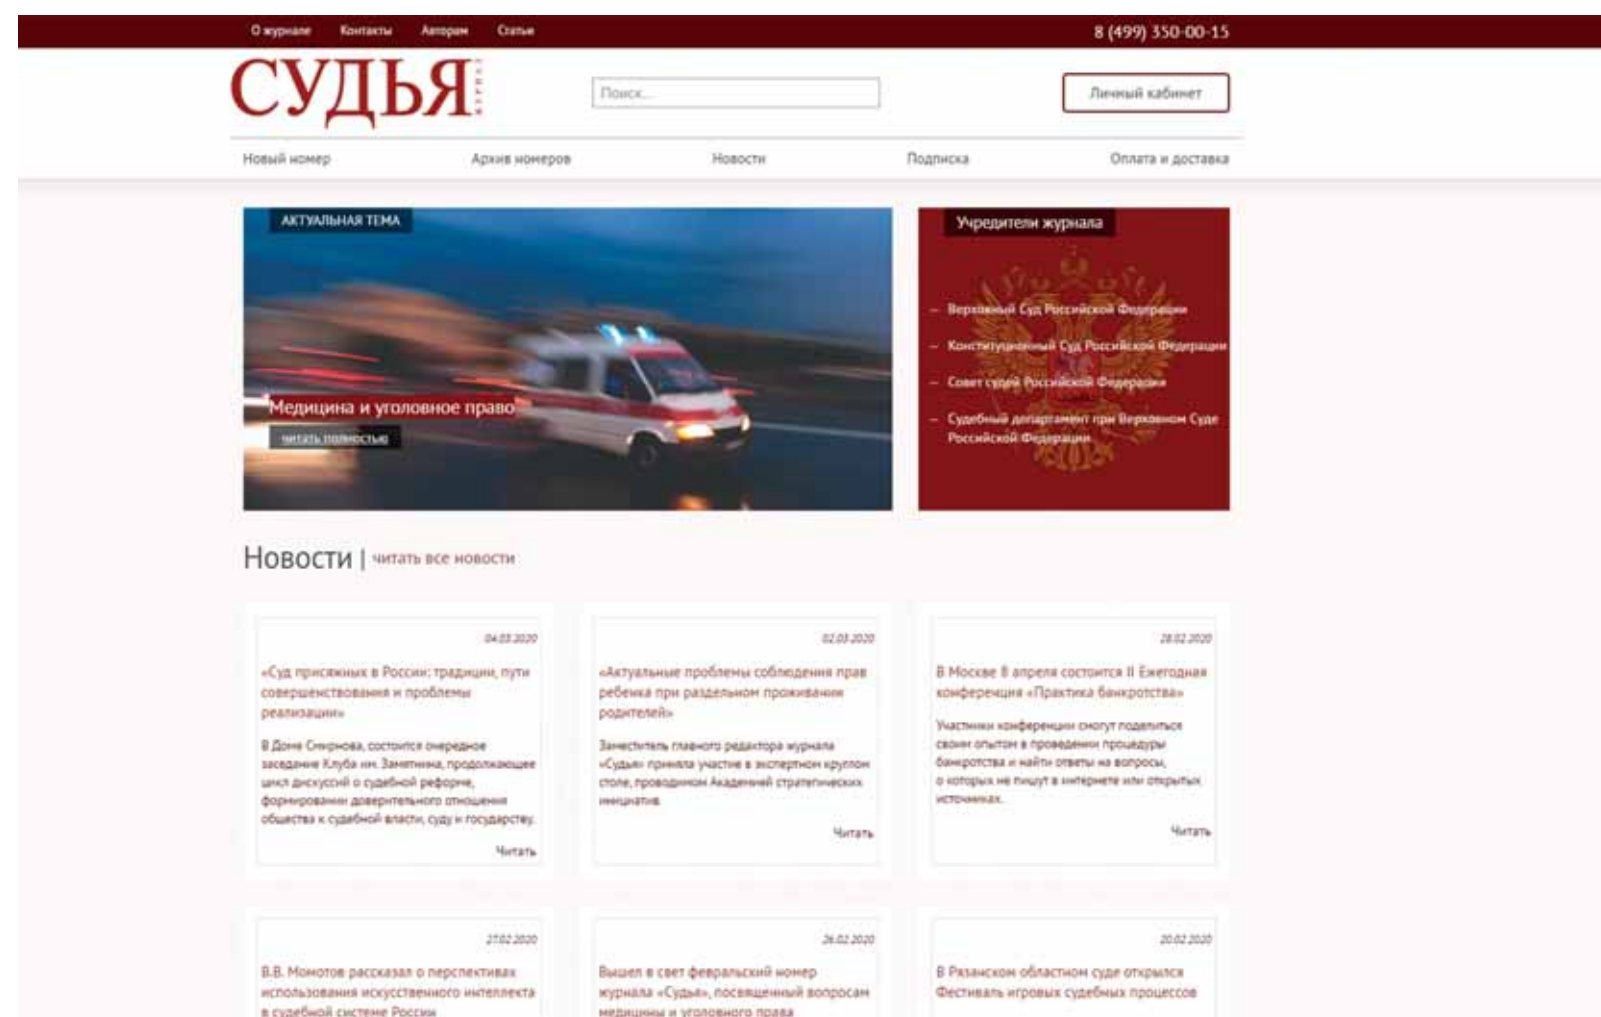 О журнале Контакты Авторам Статьи 8 (499) 350-00-15
СУДЬЯ ЖУРНАЛ
Поиск...
Личный кабинет
Новый номер Архив номеров Новости Подписка Оплата и доставка
АКТУАЛЬНАЯ ТЕМА
Медицина и уголовное право
читать полностью
Учредители журнала
– Верховный Суд Российской Федерации
– Конституционный Суд Российской Федерации
– Совет судей Российской Федерации
– Судебный департамент при Верховном Суде
Российской Федерации
Новости | читать все новости
04.03.2020
«Суд присяжных в России: традиции, пути
совершенствования и проблемы
реализации»
В Доме Смирнова, состоится очередное
заседание Клуба им. Замятнина, продолжающее
цикл дискуссий о судебной реформе,
формировании доверительного отношения
общества к судебной власти, суду и государству.
Читать
02.03.2020
«Актуальные проблемы соблюдения прав
ребенка при раздельном проживании
родителей»
Заместитель главного редактора журнала
«Судья» приняла участие в экспертном круглом
столе, проводимом Академией стратегических
инициатив.
Читать
28.02.2020
В Москве 8 апреля состоится II Ежегодная
конференция «Практика банкротства»
Участники конференции смогут поделиться
своим опытом в проведении процедуры
банкротства и найти ответы на вопросы,
о которых не пишут в интернете или открытых
источниках.
Читать
27.02.2020
В.В. Момотов рассказал о перспективах
использования искусственного интеллекта
в судебной системе России
26.02.2020
Вышел в свет февральский номер
журнала «Судья», посвященный вопросам
медицины и уголовного права
20.02.2020
В Рязанском областном суде открылся
Фестиваль игровых судебных процессов